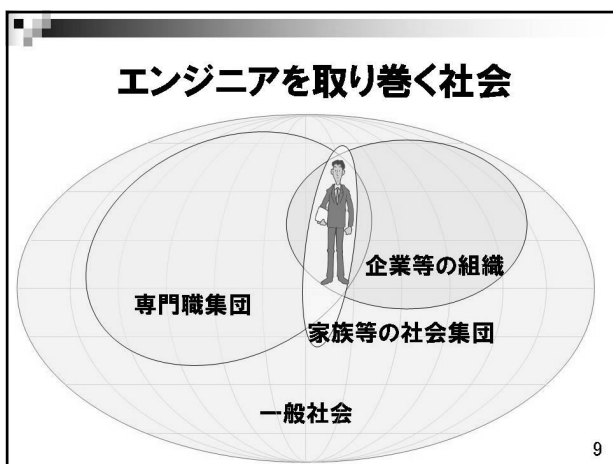 エンジニアを取り巻く社会
企業等の組織
専門職集団
家族等の社会集団
一般社会
9